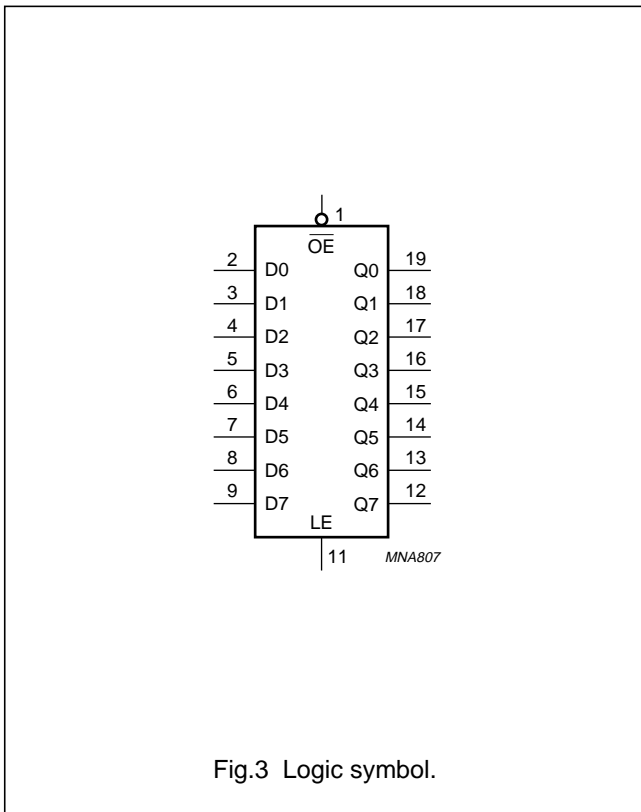 1
O̅E̅
2 D0 Q0 19
3 D1 Q1 18
4 D2 Q2 17
5 D3 Q3 16
6 D4 Q4 15
7 D5 Q5 14
8 D6 Q6 13
9 D7 Q7 12
LE
11 MNA807
Fig.3 Logic symbol.